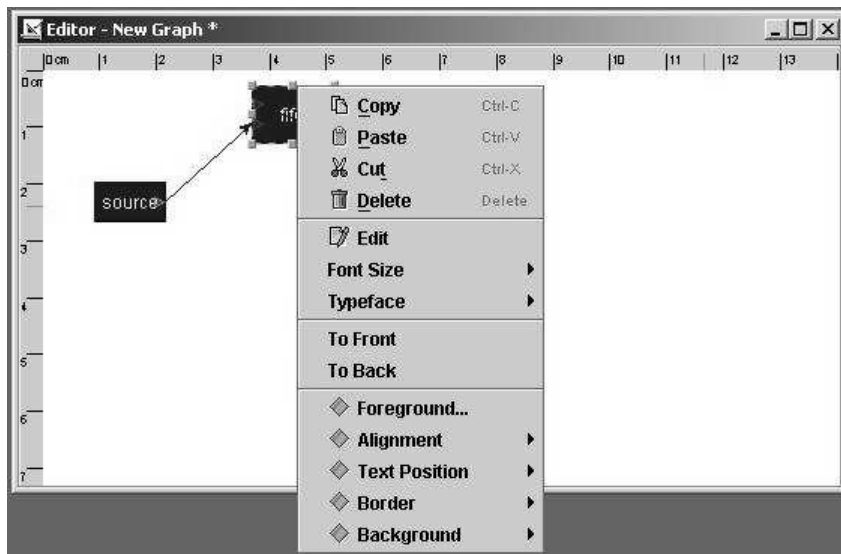 Editor - New Graph *
0 cm 1 2 3 4 5 6 7 8 9 10 11 12 13
0 cm
1
2
3
4
5
6
7
source
Copy Ctrl-C
Paste Ctrl-V
Cut Ctrl-X
Delete Delete
Edit
Font Size
Typeface
To Front
To Back
Foreground...
Alignment
Text Position
Border
Background